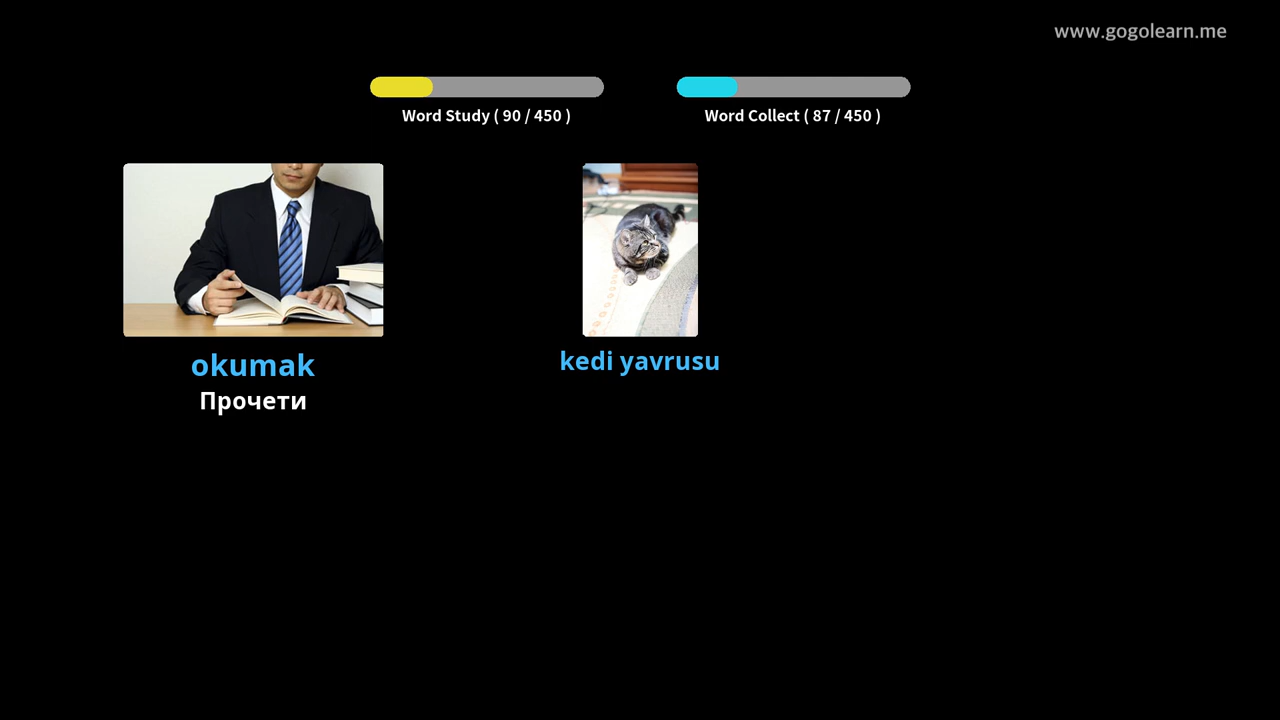 www.gogolearn.me
Word Study ( 90 / 450 )
Word Collect ( 87 / 450 )
okumak
Прочети
kedi yavrusu